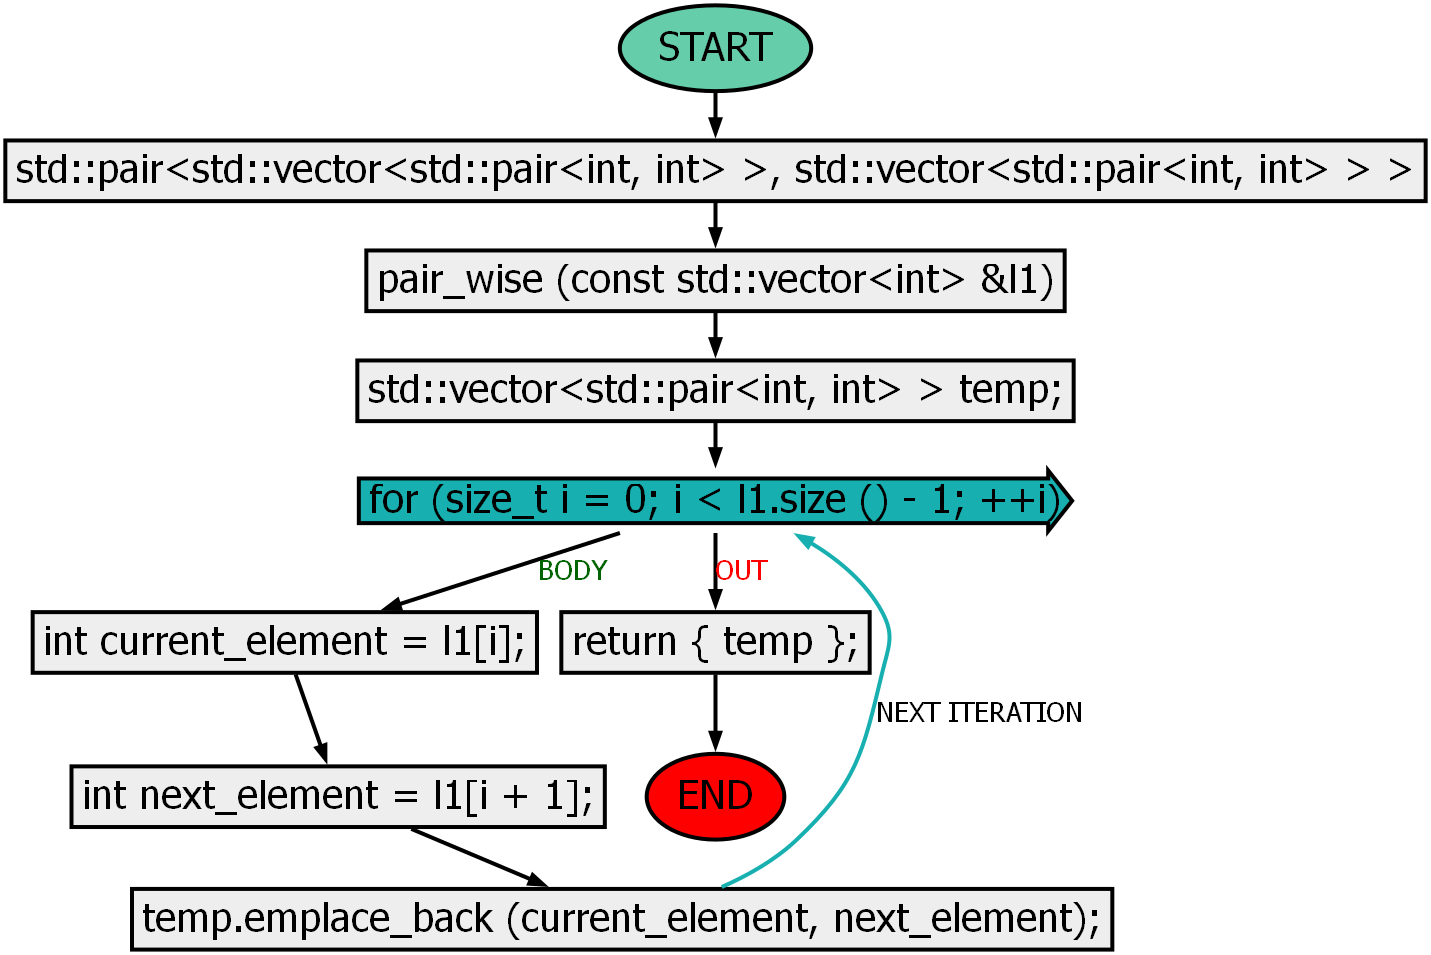 START
std::pair<std::vector<std::pair<int, int> >, std::vector<std::pair<int, int> > >
pair_wise (const std::vector<int> &l1)
std::vector<std::pair<int, int> > temp;
for (size_t i = 0; i < l1.size () - 1; ++i)
BODY
OUT
int current_element = l1[i];
return { temp };
NEXT ITERATION
int next_element = l1[i + 1];
END
temp.emplace_back (current_element, next_element);